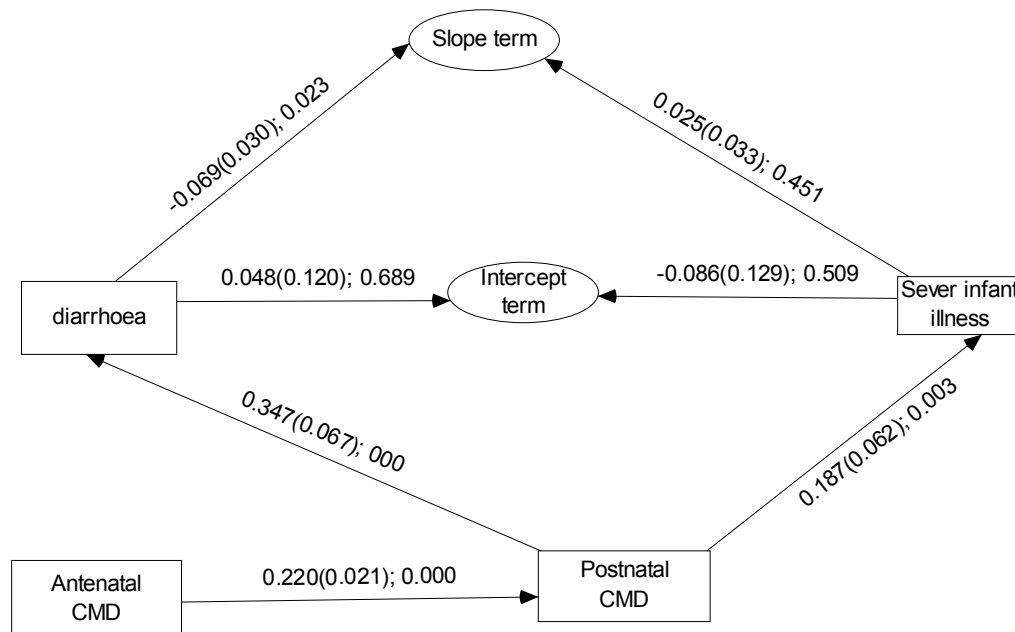 Slope term
-0.069(0.030); 0.023
0.025(0.033); 0.451
0.048(0.120); 0.689
Intercept
term
-0.086(0.129); 0.509
diarrhoea
Sever infant
illness
0.347(0.067); 000
0.187(0.062); 0.003
Antenatal
CMD
0.220(0.021); 0.000
Postnatal
CMD